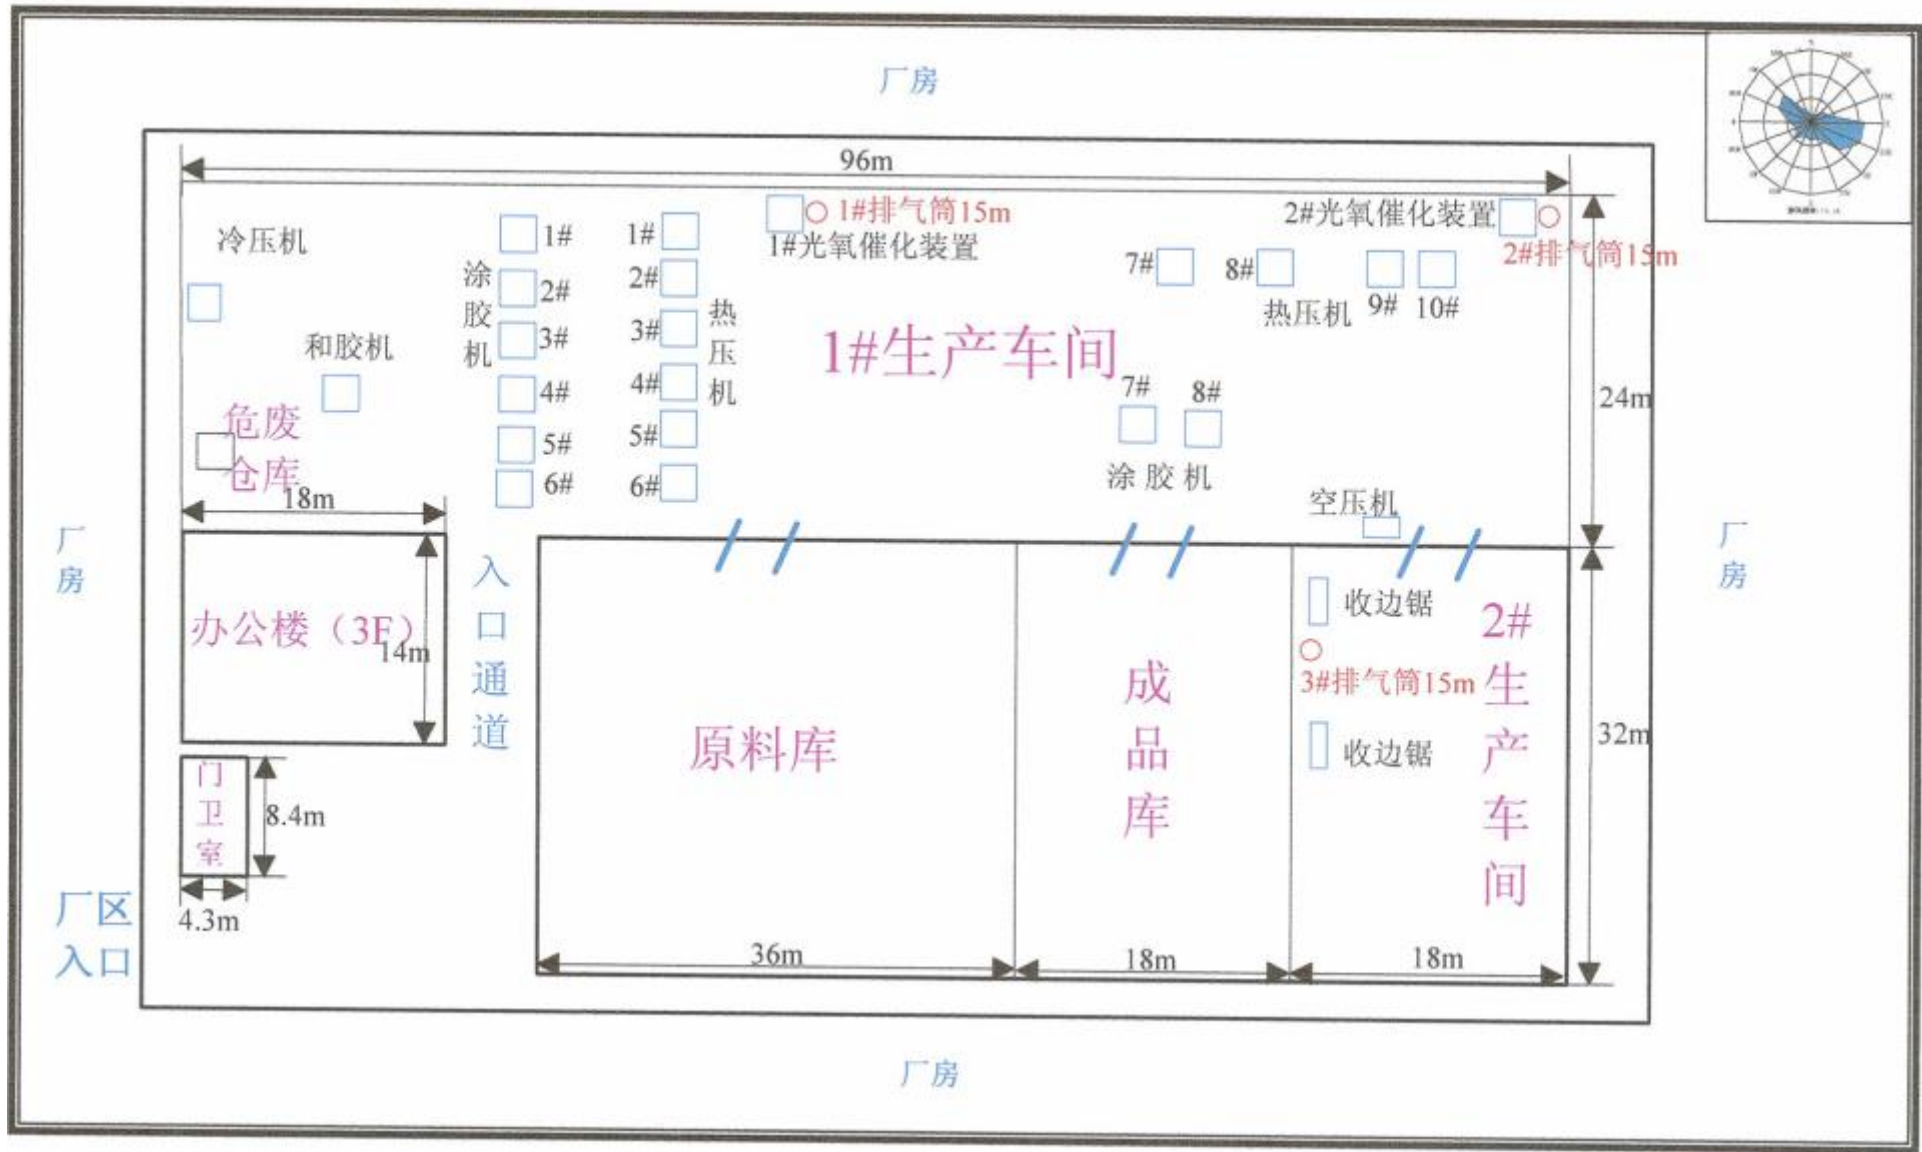 厂房
96m
冷压机
1#
2#
3#
4#
5#
6#
涂胶机
1#
2#
3#
4#
5#
6#
热压机
1#排气筒15m
1#光氧催化装置
2#光氧催化装置
2#排气筒15m
7#
8#
热压机
9#
10#
和胶机
1#生产车间
7#
8#
涂胶机
24m
危废
仓库
18m
空压机
厂房
厂房
办公楼（3F）
14m
入口通道
收边锯
2#生产车间
3#排气筒15m
收边锯
32m
原料库
成品库
门卫室
8.4m
4.3m
厂区
入口
36m
18m
18m
厂房